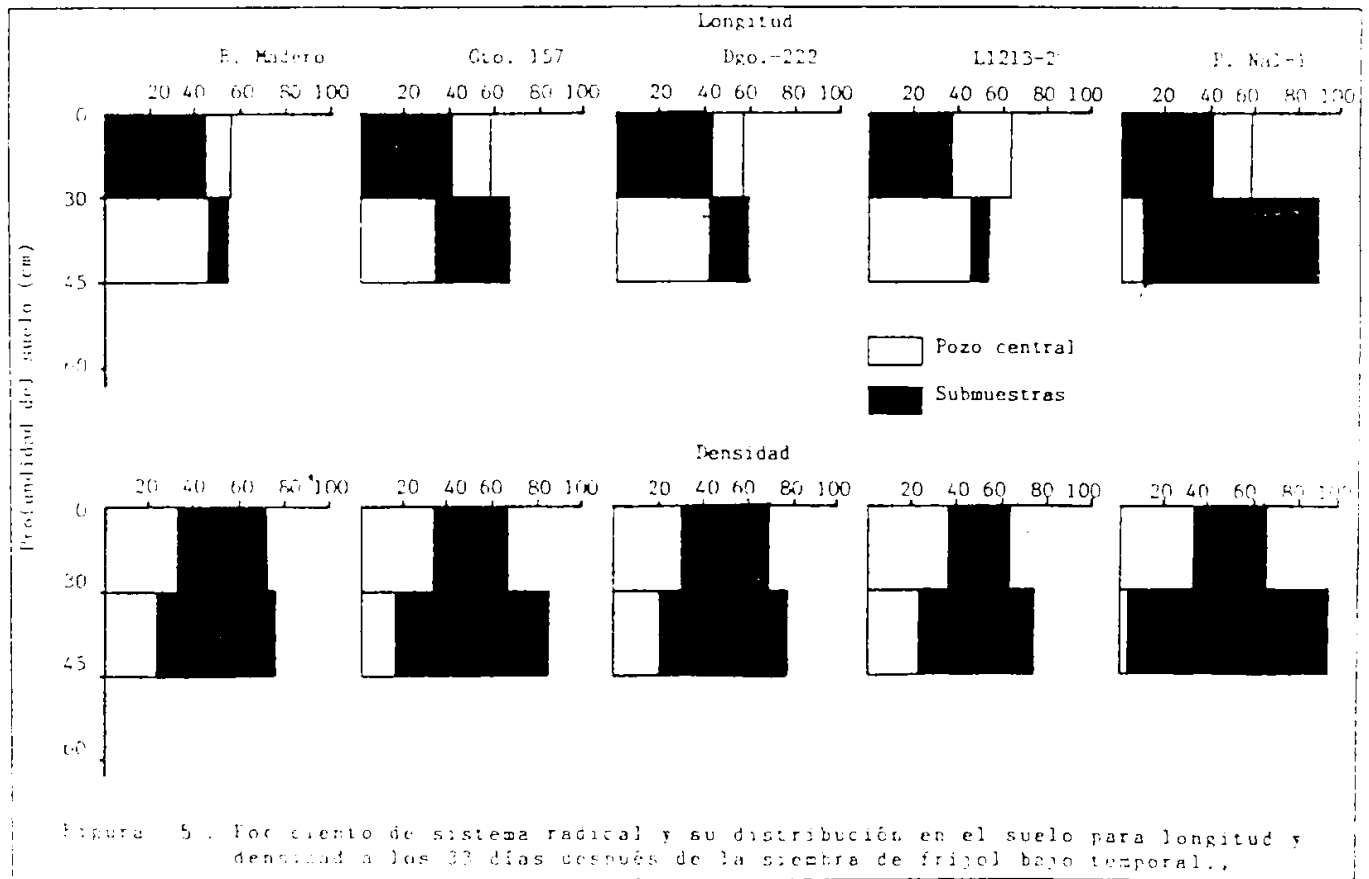 Longitud
Madero Gto. 157 Dgo.-222 L1213-2 P.
20 40 60 80 100 20 40 60 80 100 20 40 60 80 100 20 40 60 80 100 20 40 60 80 100
0
30
45
60
Profundidad del suelo (cm)
Pozo central
Submuestras
Densidad
20 40 60 80 100 20 40 60 80 100 20 40 60 80 100 20 40 60 80 100 20 40 60 80 100
0
30
45
60
Figura 5. Por ciento de sistema radical y su distribución en el suelo para longitud y
densidad a los días después de la siembra de frijol bajo temporal.,